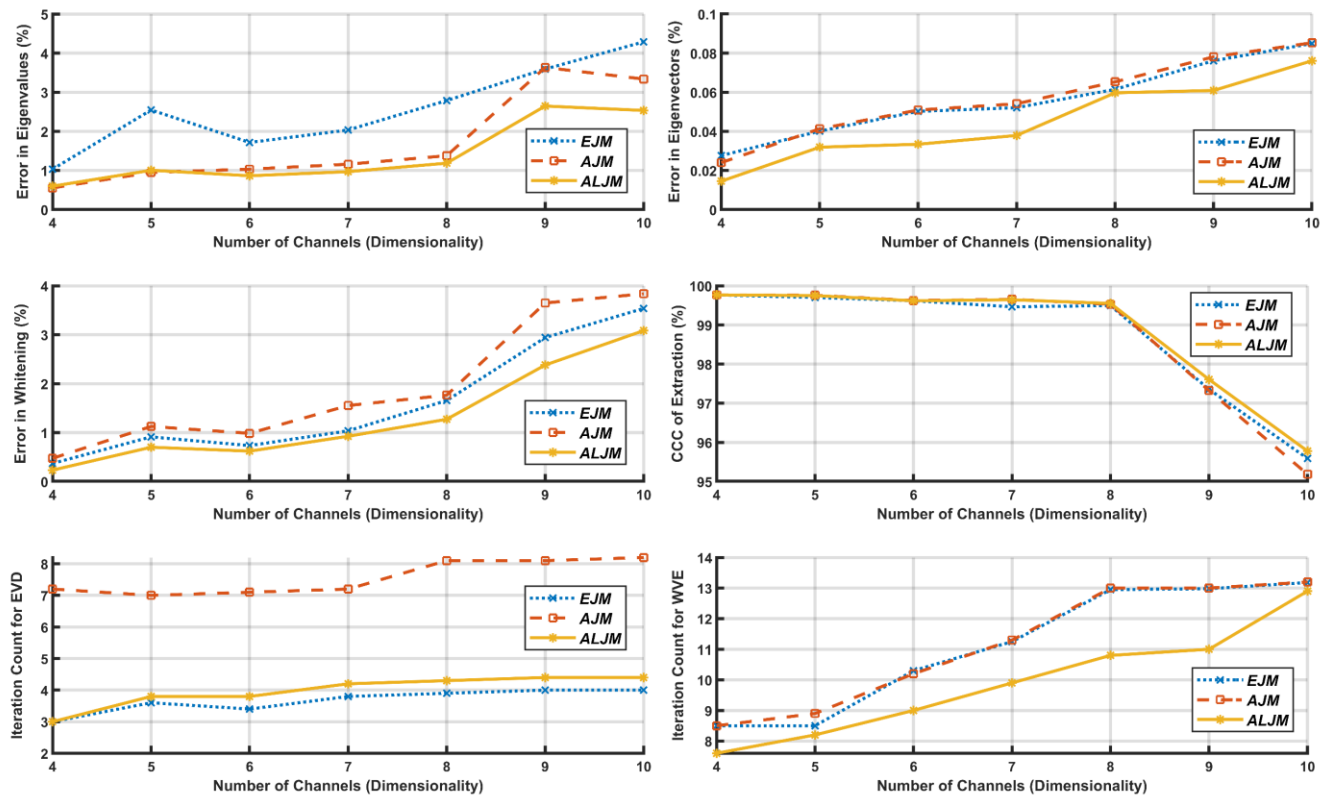 Error in Eigenvalues (%)
5
4
3
2
1
0
4 5 6 7 8 9 10
Number of Channels (Dimensionality)
EJM
AJM
ALJM
Error in Eigenvectors (%)
0.1
0.08
0.06
0.04
0.02
0
4 5 6 7 8 9 10
Number of Channels (Dimensionality)
EJM
AJM
ALJM
Error in Whitening (%)
4
3
2
1
0
4 5 6 7 8 9 10
Number of Channels (Dimensionality)
EJM
AJM
ALJM
CCC of Extraction (%)
100
99
98
97
96
95
4 5 6 7 8 9 10
Number of Channels (Dimensionality)
EJM
AJM
ALJM
Iteration Count for EVD
8
7
6
5
4
3
2
4 5 6 7 8 9 10
Number of Channels (Dimensionality)
EJM
AJM
ALJM
Iteration Count for WVE
14
13
12
11
10
9
8
4 5 6 7 8 9 10
Number of Channels (Dimensionality)
EJM
AJM
ALJM